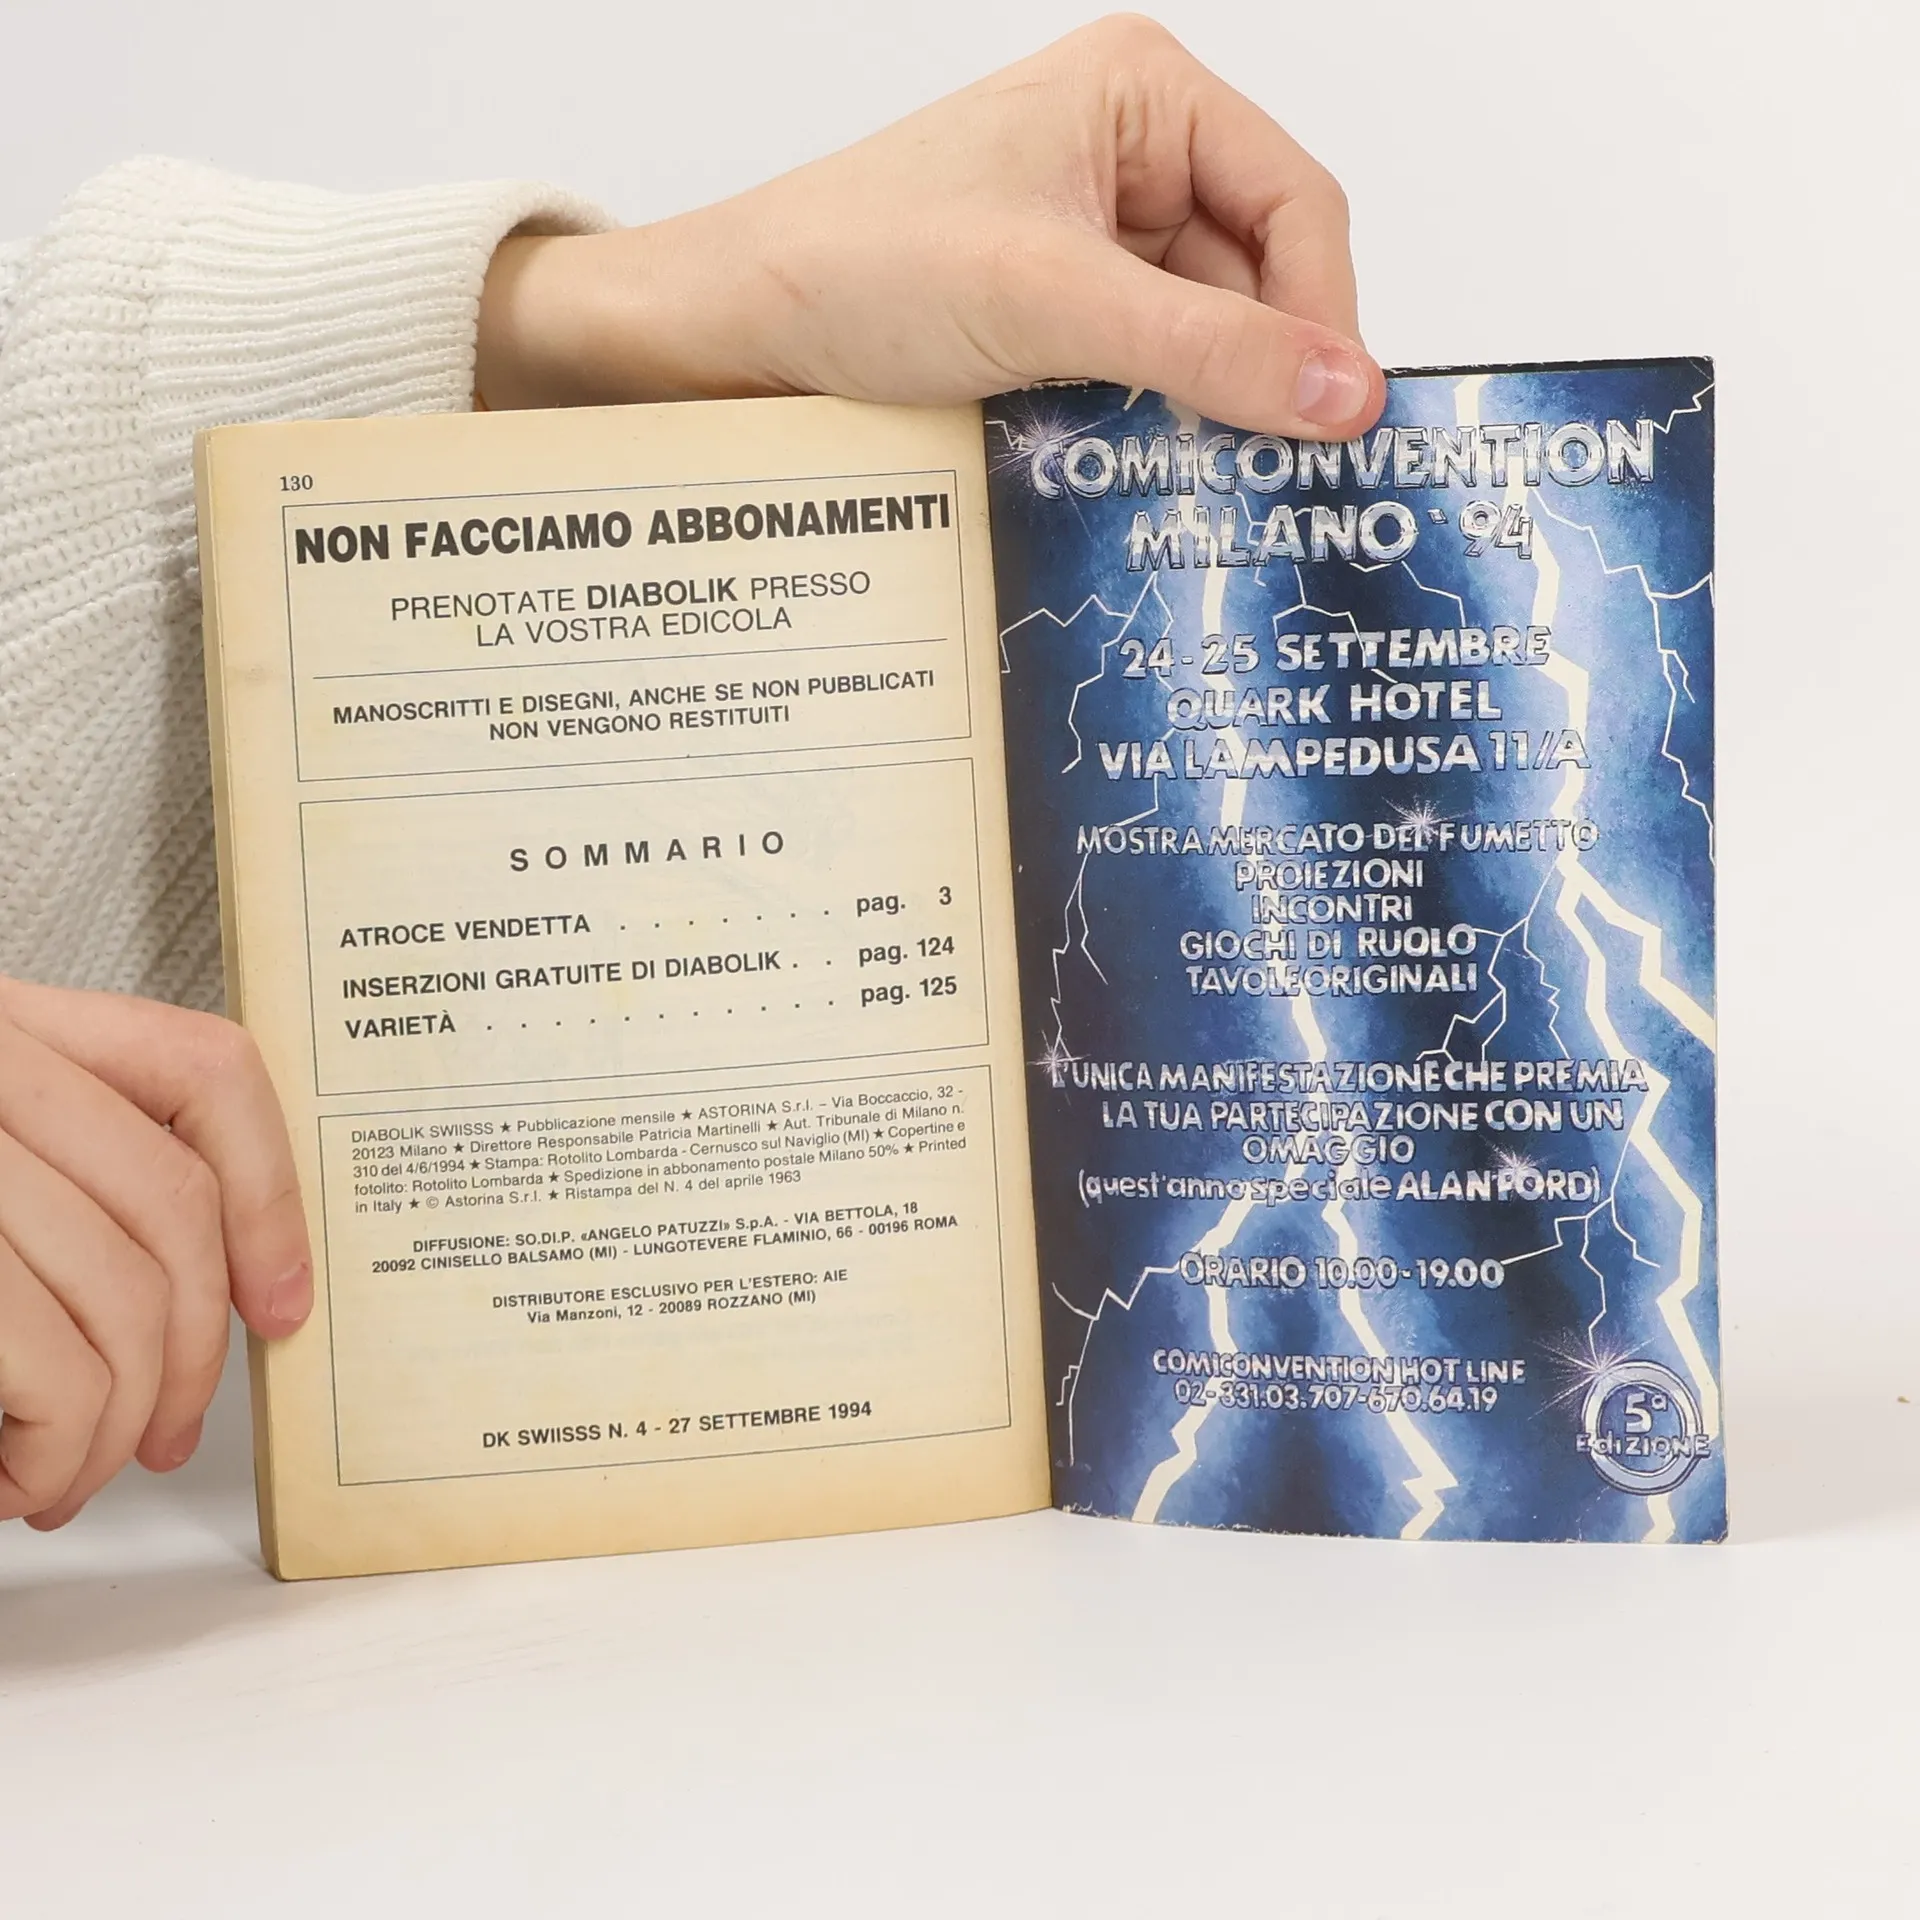 130
NON FACCIAMO ABBONAMENTI
PRENOTATE DIABOLIK PRESSO
LA VOSTRA EDICOLA
MANOSCRITTI E DISEGNI, ANCHE SE NON PUBBLICATI
NON VENGONO RESTITUITI
SOMMARIO
ATROCE VENDETTA . . . . . . . pag. 3
INSERZIONI GRATUITE DI DIABOLIK . . pag. 124
VARIETÀ . . . . . . . . . . . pag. 125
DIABOLIK SWIISSS ★ Pubblicazione mensile ★ ASTORINA S.r.l. – Via Boccaccio, 32 -
20123 Milano ★ Direttore Responsabile Patricia Martinelli ★ Aut. Tribunale di Milano n.
310 del 4/6/1994 ★ Stampa: Rotolito Lombarda - Cernusco sul Naviglio (MI) ★ Copertine e
fotolito: Rotolito Lombarda ★ Spedizione in abbonamento postale Milano 50% ★ Printed
in Italy ★ © Astorina S.r.l. ★ Ristampa del N. 4 del aprile 1963
DIFFUSIONE: SO.DI.P. «ANGELO PATUZZI» S.p.A. - VIA BETTOLA, 18
20092 CINISELLO BALSAMO (MI) - LUNGOTEVERE FLAMINIO, 66 - 00196 ROMA
DISTRIBUTORE ESCLUSIVO PER L'ESTERO: AIE
Via Manzoni, 12 - 20089 ROZZANO (MI)
DK SWIISSS N. 4 - 27 SETTEMBRE 1994
COMICONVENTION
MILANO '94
24-25 SETTEMBRE
QUARK HOTEL
VIA LAMPEDUSA 11/A
MOSTRA MERCATO DEL FUMETTO
PROIEZIONI
INCONTRI
GIOCHI DI RUOLO
TAVOLE ORIGINALI
L'UNICA MANIFESTAZIONE CHE PREMIA
LA TUA PARTECIPAZIONE CON UN
OMAGGIO
(quest'anno speciale ALAN FORD)
ORARIO 10.00-19.00
COMICONVENTION HOT LINE
02-331.03.707-670.64.19
5a
EdIZIONE